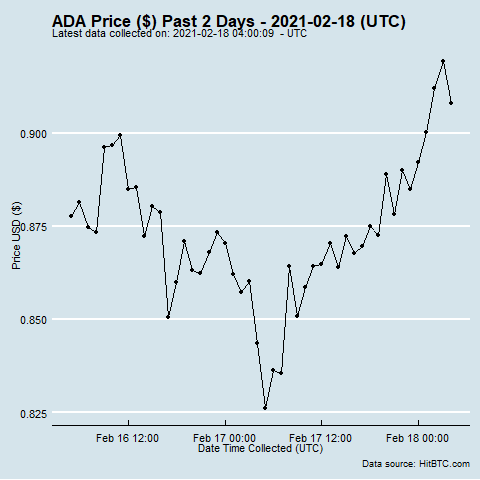 ADA Price ($) Past 2 Days - 2021-02-18 (UTC)
Latest data collected on: 2021-02-18 04:00:09  - UTC
0.900
0.875
0.850
0.825
Price USD ($)
Feb 16 12:00
Feb 17 00:00
Feb 17 12:00
Feb 18 00:00
Date Time Collected (UTC)
Data source: HitBTC.com